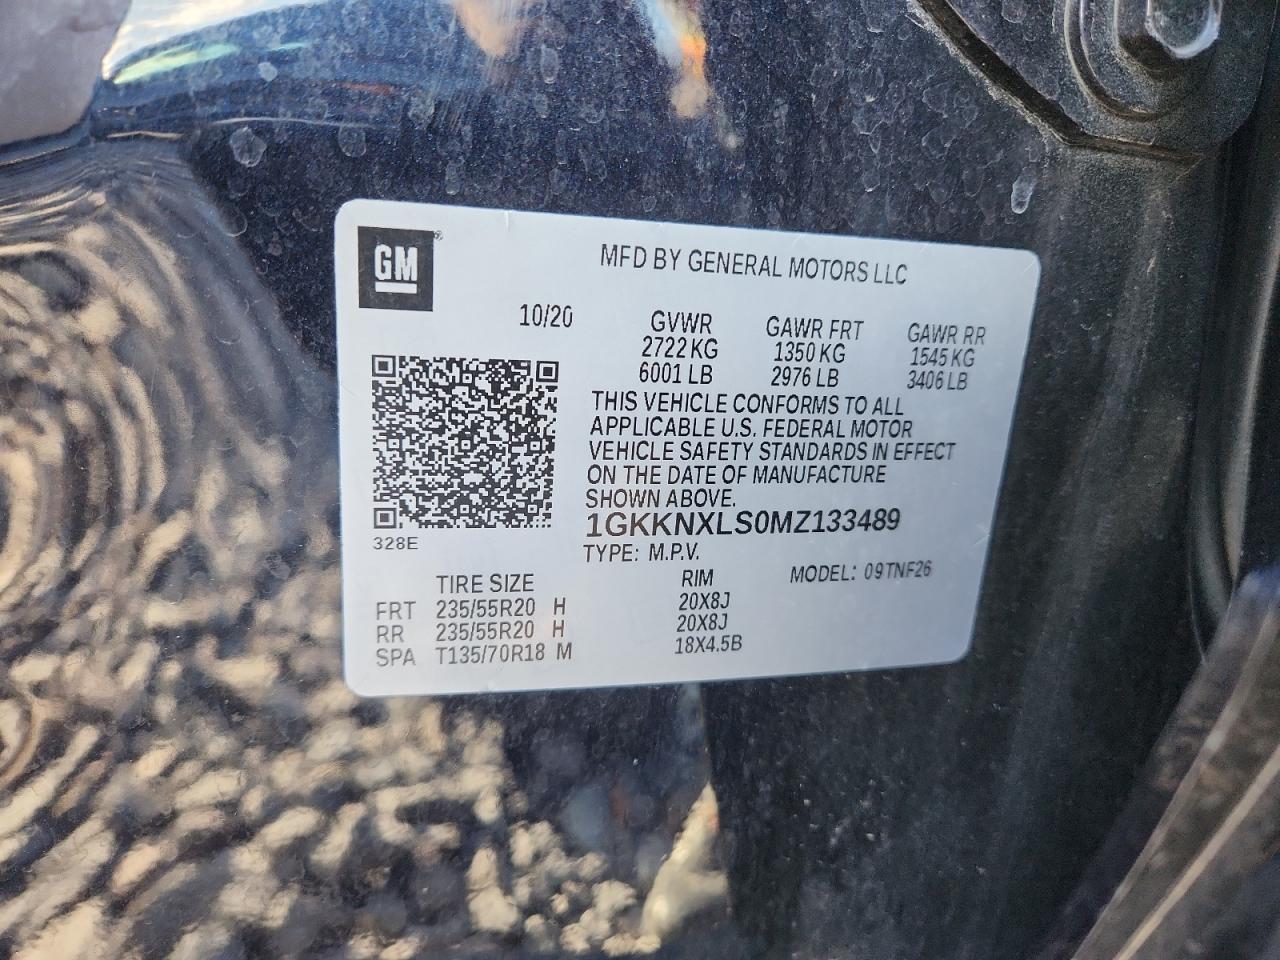 GM®
MFD BY GENERAL MOTORS LLC
10/20
GVWR GAWR FRT GAWR RR
2722 KG 1350 KG 1545 KG
6001 LB 2976 LB 3406 LB
THIS VEHICLE CONFORMS TO ALL
APPLICABLE U.S. FEDERAL MOTOR
VEHICLE SAFETY STANDARDS IN EFFECT
ON THE DATE OF MANUFACTURE
SHOWN ABOVE.
1GKKNXLS0MZ133489
328E
TYPE: M.P.V. MODEL: 09TNF26
TIRE SIZE RIM
FRT 235/55R20 H 20X8J
RR 235/55R20 H 20X8J
SPA T135/70R18 M 18X4.5B